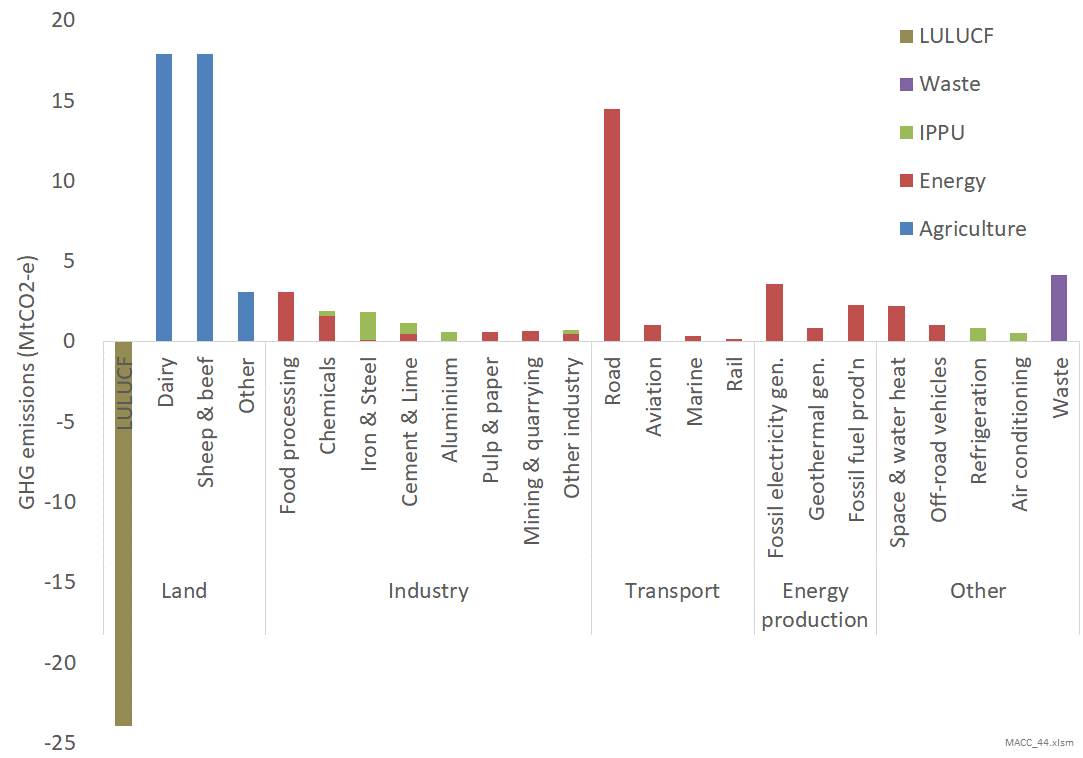 20
15
10
5
0
-5
-10
-15
-20
-25
GHG emissions (MtCO2-e)
LULUCF
Waste
IPPU
Energy
Agriculture
LULUCF
Dairy
Sheep & beef
Other
Food processing
Chemicals
Iron & Steel
Cement & Lime
Aluminium
Pulp & paper
Mining & quarrying
Other industry
Road
Aviation
Marine
Rail
Fossil electricity gen.
Geothermal gen.
Fossil fuel prod'n
Space & water heat
Off-road vehicles
Refrigeration
Air conditioning
Waste
Land
Industry
Transport
Energy
production
Other
MACC_44.xlsm